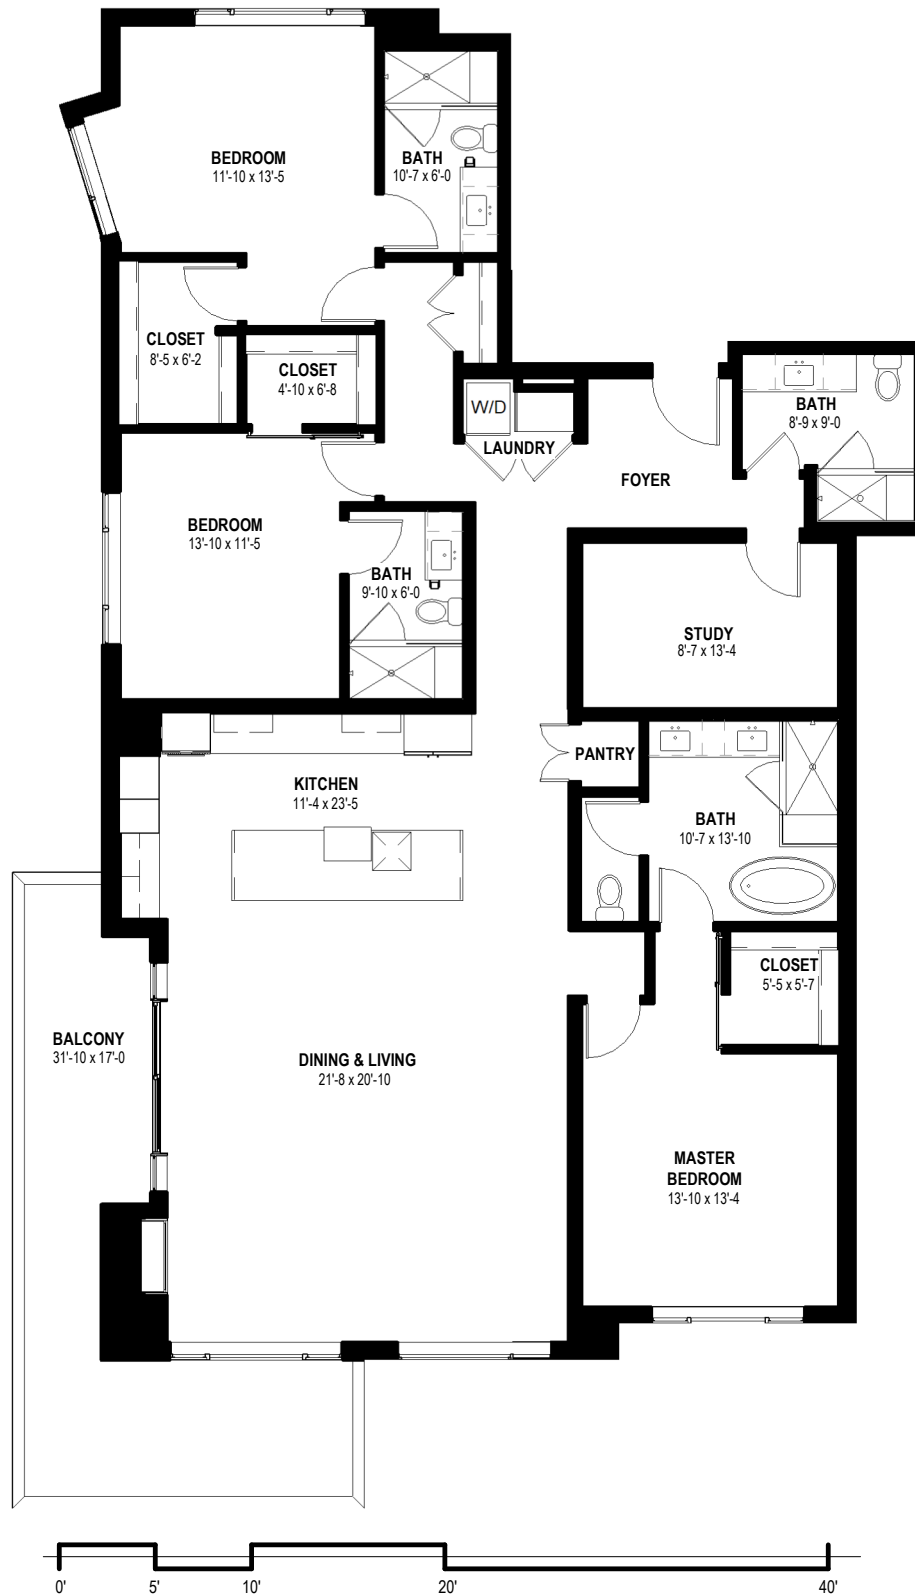 BEDROOM
11'-10 x 13'-5
BATH
10'-7 x 6'-0
CLOSET
8'-5 x 6'-2
CLOSET
4'-10 x 6'-8
W/D
LAUNDRY
BATH
8'-9 x 9'-0
FOYER
BEDROOM
13'-10 x 11'-5
BATH
9'-10 x 6'-0
STUDY
8'-7 x 13'-4
PANTRY
KITCHEN
11'-4 x 23'-5
BATH
10'-7 x 13'-10
CLOSET
5'-5 x 5'-7
BALCONY
31'-10 x 17'-0
DINING & LIVING
21'-8 x 20'-10
MASTER
BEDROOM
13'-10 x 13'-4
0' 5' 10' 20' 40'